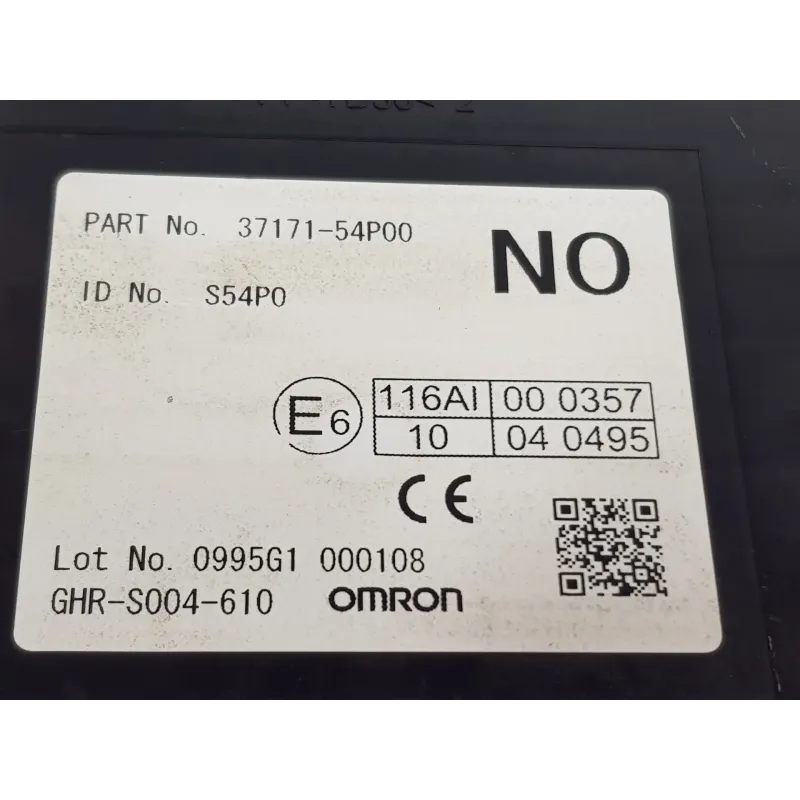 PART No. 37171-54P00
NO
ID No. S54P0
E6
116AI 00 0357
10 04 0495
CE
Lot No. 0995G1 000108
GHR-S004-610 OMRON